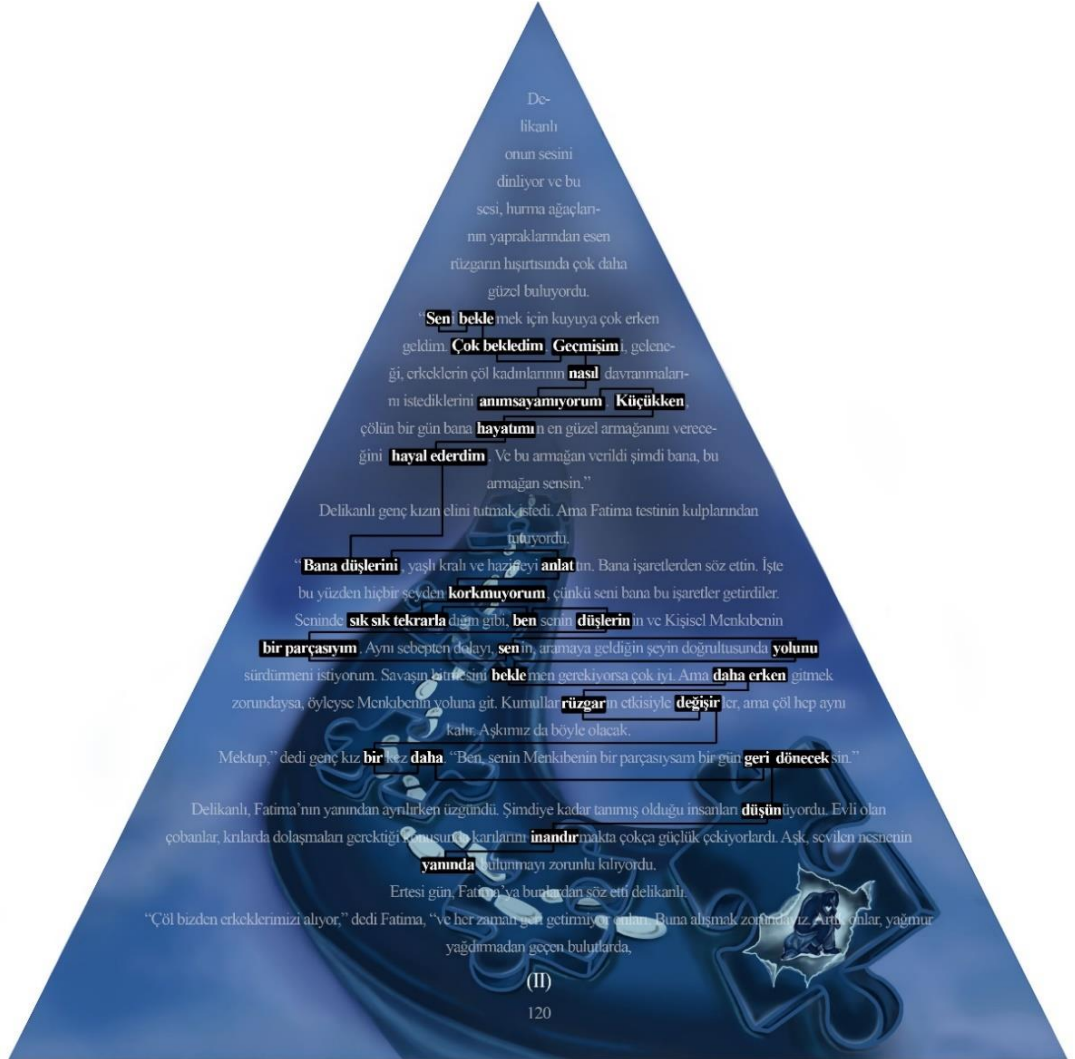 De-
likanlı
onun sesini
dinliyor ve bu
sesi, hurma ağaçları-
nın yapraklarından esen
rüzgarın hışırtısında çok daha
güzel buluyordu.
“Seni beklemek için kuyuya çok erken
geldim. Çok bekledim. Geçmişimi, gelene-
ği, erkeklerin çöl kadınlarının nasıl davranmaları-
nı istediklerini anımsayamıyorum. Küçükken,
çölün bir gün bana hayatımın en güzel armağanını verece-
ğini hayal ederdim. Ve bu armağan verildi şimdi bana, bu
armağan sensin.”
Delikanlı genç kızın elini tutmak istedi. Ama Fatima testinin kulplarından
tutuyordu.
“Bana düşlerini, yaşlı kralı ve hazineyi anlattın. Bana işaretlerden söz ettin. İşte
bu yüzden hiçbir şeyden korkmuyorum, çünkü seni bana bu işaretler getirdiler.
Seninde sık sık tekrarladığın gibi, ben senin düşlerinin ve Kişisel Menkıbenin
bir parçasıyım. Aynı sebepten dolayı, senin, aramaya geldiğin şeyin doğrultusunda yolunu
sürdürmeni istiyorum. Savaşın bitmesini beklemen gerekiyorsa çok iyi. Ama daha erken gitmek
zorundaysa, öyleyse Menkıbenin yoluna git. Kumullar rüzgarın etkisiyle değişirler, ama çöl hep aynı
kalır. Aşkımız da böyle olacak.
Mektup,” dedi genç kız bir kez daha. “Ben, senin Menkıbenin bir parçasıysam bir gün geri döneceksin.”
Delikanlı, Fatima’nın yanından ayrılırken üzgündü. Şimdiye kadar tanımış olduğu insanları düşünüyordu. Evli olan
çobanlar, krılarda dolaşmaları gerektiği konusunda karılarını inandırmakta çokça güçlük çekiyorlardı. Aşk, sevilen nesnenin
yanında bulunmayı zorunlu kılıyordu.
Ertesi gün, Fatima’ya bunlardan söz etti delikanlı.
“Çöl bizden erkeklerimizi alıyor,” dedi Fatima, “ve her zaman geri getirmiyor onları. Buna alışmak zorundayız. Artık onlar, yağmur
yağdırmadan geçen bulutlarda,
(II)
120